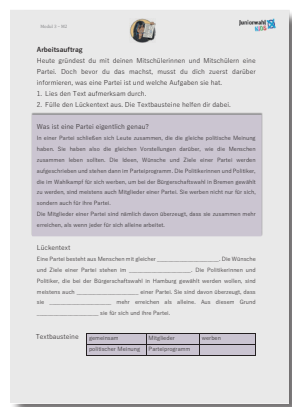 Modul 3 – M2
Juniorwahl
KIDS
Arbeitsauftrag
Heute gründest du mit deinen Mitschülerinnen und Mitschülern eine
Partei. Doch bevor du das machst, musst du dich zuerst darüber
informieren, was eine Partei ist und welche Aufgaben sie hat.
1. Lies den Text aufmerksam durch.
2. Fülle den Lückentext aus. Die Textbausteine helfen dir dabei.
Was ist eine Partei eigentlich genau?
In einer Partei schließen sich Leute zusammen, die die gleiche politische Meinung
haben. Sie haben also die gleichen Vorstellungen darüber, wie die Menschen
zusammen leben sollten. Die Ideen, Wünsche und Ziele einer Partei werden
aufgeschrieben und stehen dann im Parteiprogramm. Die Politikerinnen und Politiker,
die im Wahlkampf für sich werben, um bei der Bürgerschaftswahl in Bremen gewählt
zu werden, sind meistens auch Mitglieder einer Partei. Sie werben nicht nur für sich,
sondern auch für ihre Partei.
Die Mitglieder einer Partei sind nämlich davon überzeugt, dass sie zusammen mehr
erreichen, als wenn jeder für sich alleine arbeitet.
Lückentext
Eine Partei besteht aus Menschen mit gleicher ____________________. Die Wünsche
und Ziele einer Partei stehen im ____________________. Die Politikerinnen und
Politiker, die bei der Bürgerschaftswahl in Hamburg gewählt werden wollen, sind
meistens auch ____________________ einer Partei. Sie sind davon überzeugt, dass
sie ____________________ mehr erreichen als alleine. Aus diesem Grund
____________________ sie für sich und ihre Partei.
Textbausteine gemeinsam Mitglieder werben
politischer Meinung Parteiprogramm